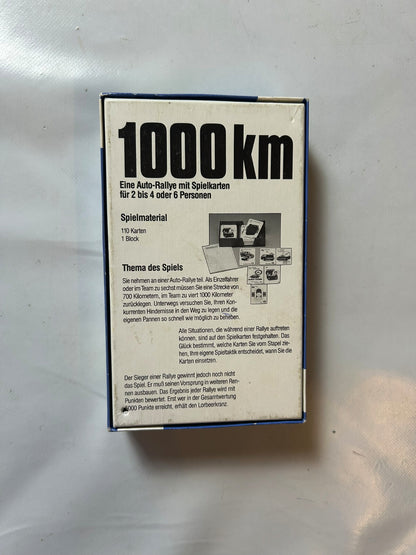 1000 km
Eine Auto-Rallye mit Spielkarten
für 2 bis 4 oder 6 Personen
Spielmaterial
110 Karten
1 Block
Thema des Spiels
Sie nehmen an einer Auto-Rallye teil. Als Einzelfahrer
oder im Team zu sechst müssen Sie eine Strecke von
700 Kilometern, im Team zu viert 1000 Kilometer
zurücklegen. Unterwegs versuchen Sie, Ihren Kon-
kurrenten Hindernisse in den Weg zu legen und die
eigenen Pannen so schnell wie möglich zu beheben.
Alle Situationen, die während einer Rallye auftreten
können, sind auf den Spielkarten festgehalten. Das
Glück bestimmt, welche Karten Sie vom Stapel zie-
hen, Ihre eigene Spieltaktik entscheidet, wann Sie die
Karten einsetzen.
Der Sieger einer Rallye gewinnt jedoch noch nicht
das Spiel. Er muß seinen Vorsprung in weiteren Ren-
nen ausbauen. Das Ergebnis jeder Rallye wird mit
Punkten bewertet. Erst wer in der Gesamtwertung
5000 Punkte erreicht, erhält den Lorbeerkranz.